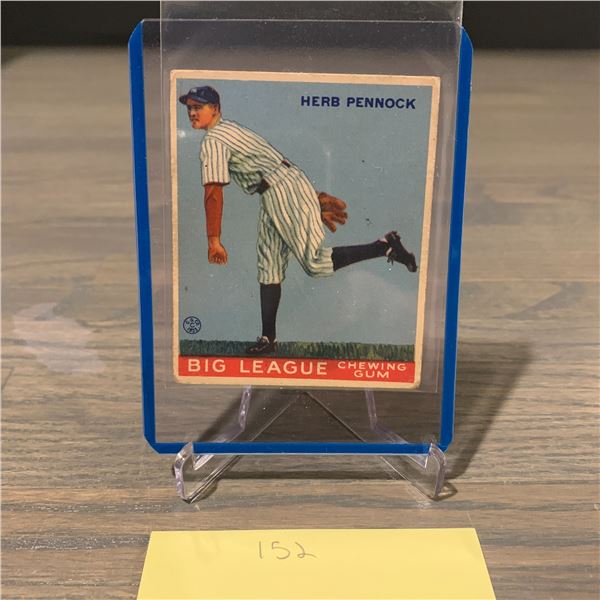 HERB PENNOCK
BIG LEAGUE CHEWING GUM
152